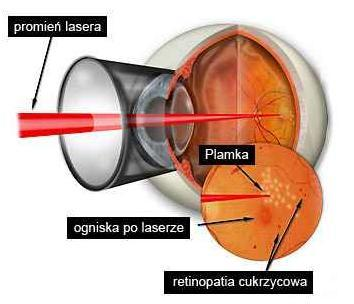 promień lasera
Plamka
ogniska po laserze
retinopatia cukrzycowa